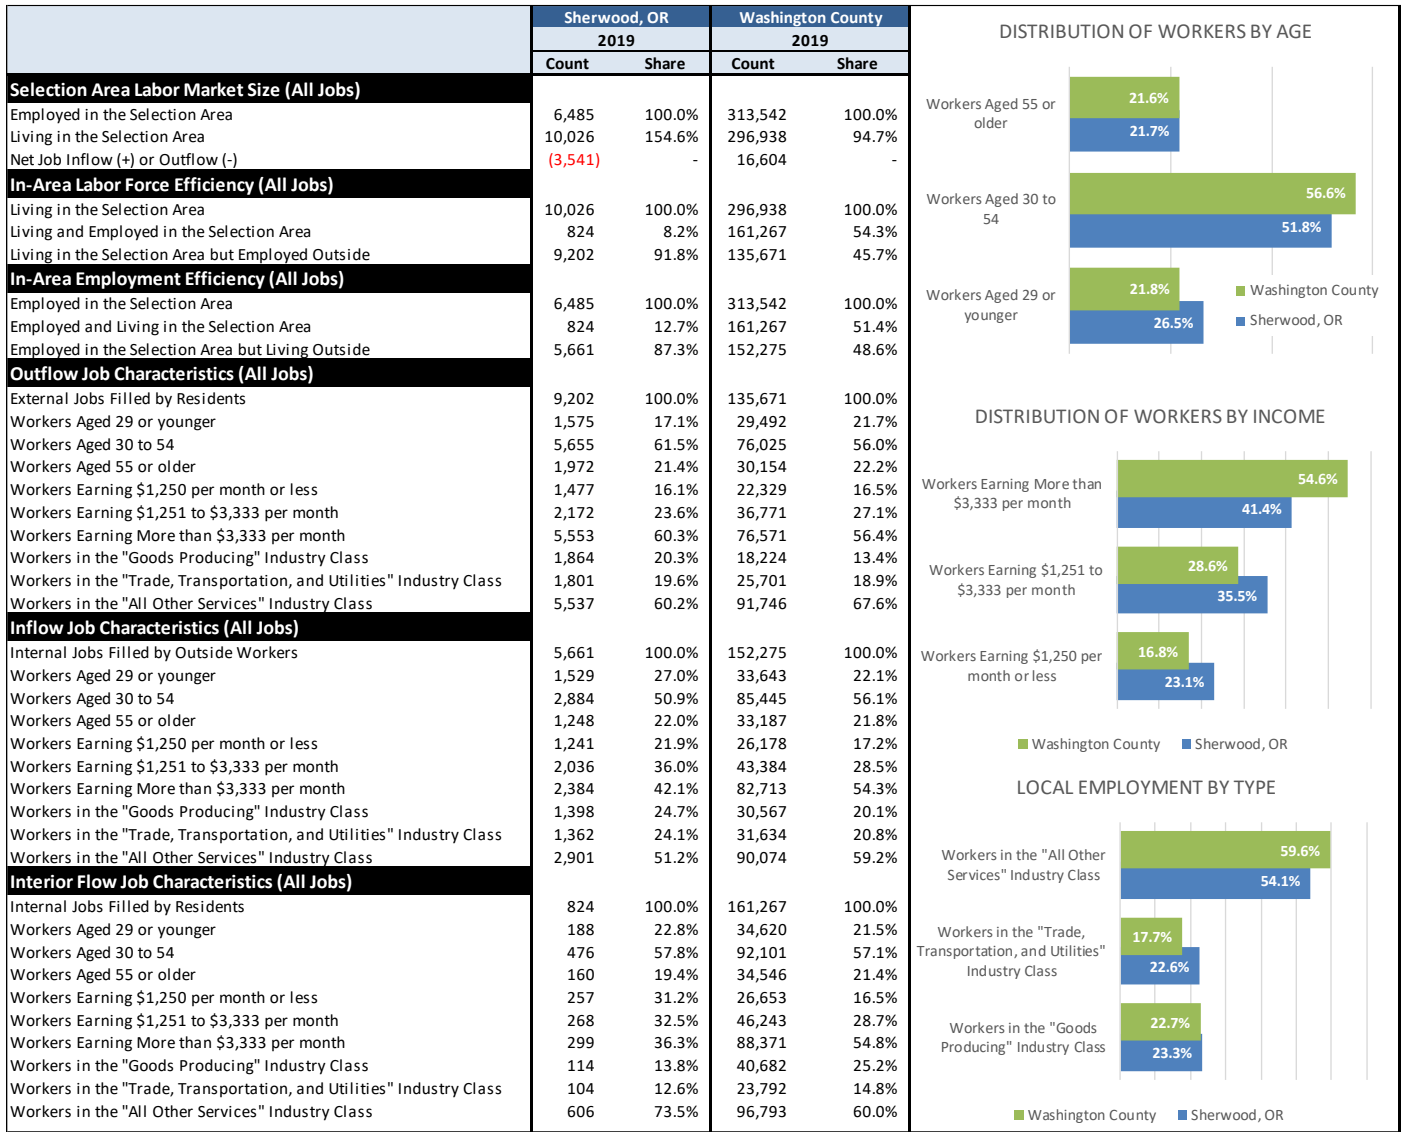 Sherwood, OR Washington County
2019 2019
Count Share Count Share
Selection Area Labor Market Size (All Jobs)
Employed in the Selection Area 6,485 100.0% 313,542 100.0%
Living in the Selection Area 10,026 154.6% 296,938 94.7%
Net Job Inflow (+) or Outflow (-) (3,541) - 16,604 -
In-Area Labor Force Efficiency (All Jobs)
Living in the Selection Area 10,026 100.0% 296,938 100.0%
Living and Employed in the Selection Area 824 8.2% 161,267 54.3%
Living in the Selection Area but Employed Outside 9,202 91.8% 135,671 45.7%
In-Area Employment Efficiency (All Jobs)
Employed in the Selection Area 6,485 100.0% 313,542 100.0%
Employed and Living in the Selection Area 824 12.7% 161,267 51.4%
Employed in the Selection Area but Living Outside 5,661 87.3% 152,275 48.6%
Outflow Job Characteristics (All Jobs)
External Jobs Filled by Residents 9,202 100.0% 135,671 100.0%
Workers Aged 29 or younger 1,575 17.1% 29,492 21.7%
Workers Aged 30 to 54 5,655 61.5% 76,025 56.0%
Workers Aged 55 or older 1,972 21.4% 30,154 22.2%
Workers Earning $1,250 per month or less 1,477 16.1% 22,329 16.5%
Workers Earning $1,251 to $3,333 per month 2,172 23.6% 36,771 27.1%
Workers Earning More than $3,333 per month 5,553 60.3% 76,571 56.4%
Workers in the "Goods Producing" Industry Class 1,864 20.3% 18,224 13.4%
Workers in the "Trade, Transportation, and Utilities" Industry Class 1,801 19.6% 25,701 18.9%
Workers in the "All Other Services" Industry Class 5,537 60.2% 91,746 67.6%
Inflow Job Characteristics (All Jobs)
Internal Jobs Filled by Outside Workers 5,661 100.0% 152,275 100.0%
Workers Aged 29 or younger 1,529 27.0% 33,643 22.1%
Workers Aged 30 to 54 2,884 50.9% 85,445 56.1%
Workers Aged 55 or older 1,248 22.0% 33,187 21.8%
Workers Earning $1,250 per month or less 1,241 21.9% 26,178 17.2%
Workers Earning $1,251 to $3,333 per month 2,036 36.0% 43,384 28.5%
Workers Earning More than $3,333 per month 2,384 42.1% 82,713 54.3%
Workers in the "Goods Producing" Industry Class 1,398 24.7% 30,567 20.1%
Workers in the "Trade, Transportation, and Utilities" Industry Class 1,362 24.1% 31,634 20.8%
Workers in the "All Other Services" Industry Class 2,901 51.2% 90,074 59.2%
Interior Flow Job Characteristics (All Jobs)
Internal Jobs Filled by Residents 824 100.0% 161,267 100.0%
Workers Aged 29 or younger 188 22.8% 34,620 21.5%
Workers Aged 30 to 54 476 57.8% 92,101 57.1%
Workers Aged 55 or older 160 19.4% 34,546 21.4%
Workers Earning $1,250 per month or less 257 31.2% 26,653 16.5%
Workers Earning $1,251 to $3,333 per month 268 32.5% 46,243 28.7%
Workers Earning More than $3,333 per month 299 36.3% 88,371 54.8%
Workers in the "Goods Producing" Industry Class 114 13.8% 40,682 25.2%
Workers in the "Trade, Transportation, and Utilities" Industry Class 104 12.6% 23,792 14.8%
Workers in the "All Other Services" Industry Class 606 73.5% 96,793 60.0%
DISTRIBUTION OF WORKERS BY AGE
Workers Aged 55 or
older
21.6%
21.7%
Workers Aged 30 to
54
56.6%
51.8%
Workers Aged 29 or
younger
21.8%
26.5%
Washington County
Sherwood, OR
DISTRIBUTION OF WORKERS BY INCOME
Workers Earning More than
$3,333 per month
54.6%
41.4%
Workers Earning $1,251 to
$3,333 per month
28.6%
35.5%
Workers Earning $1,250 per
month or less
16.8%
23.1%
Washington County Sherwood, OR
LOCAL EMPLOYMENT BY TYPE
Workers in the "All Other
Services" Industry Class
59.6%
54.1%
Workers in the "Trade,
Transportation, and Utilities"
Industry Class
17.7%
22.6%
Workers in the "Goods
Producing" Industry Class
22.7%
23.3%
Washington County Sherwood, OR